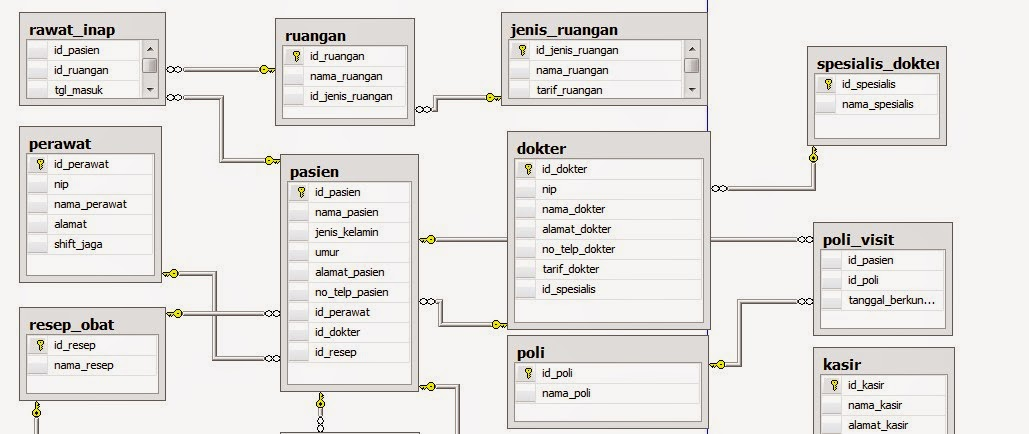 rawat_inap
id_pasien
id_ruangan
tgl_masuk
ruangan
id_ruangan
nama_ruangan
id_jenis_ruangan
jenis_ruangan
id_jenis_ruangan
nama_ruangan
tarif_ruangan
spesialis_dokter
id_spesialis
nama_spesialis
perawat
id_perawat
nip
nama_perawat
alamat
shift_jaga
pasien
id_pasien
nama_pasien
jenis_kelamin
umur
alamat_pasien
no_telp_pasien
id_perawat
id_dokter
id_resep
dokter
id_dokter
nip
nama_dokter
alamat_dokter
no_telp_dokter
tarif_dokter
id_spesialis
poli_visit
id_pasien
id_poli
tanggal_berkun...
resep_obat
id_resep
nama_resep
poli
id_poli
nama_poli
kasir
id_kasir
nama_kasir
alamat_kasir